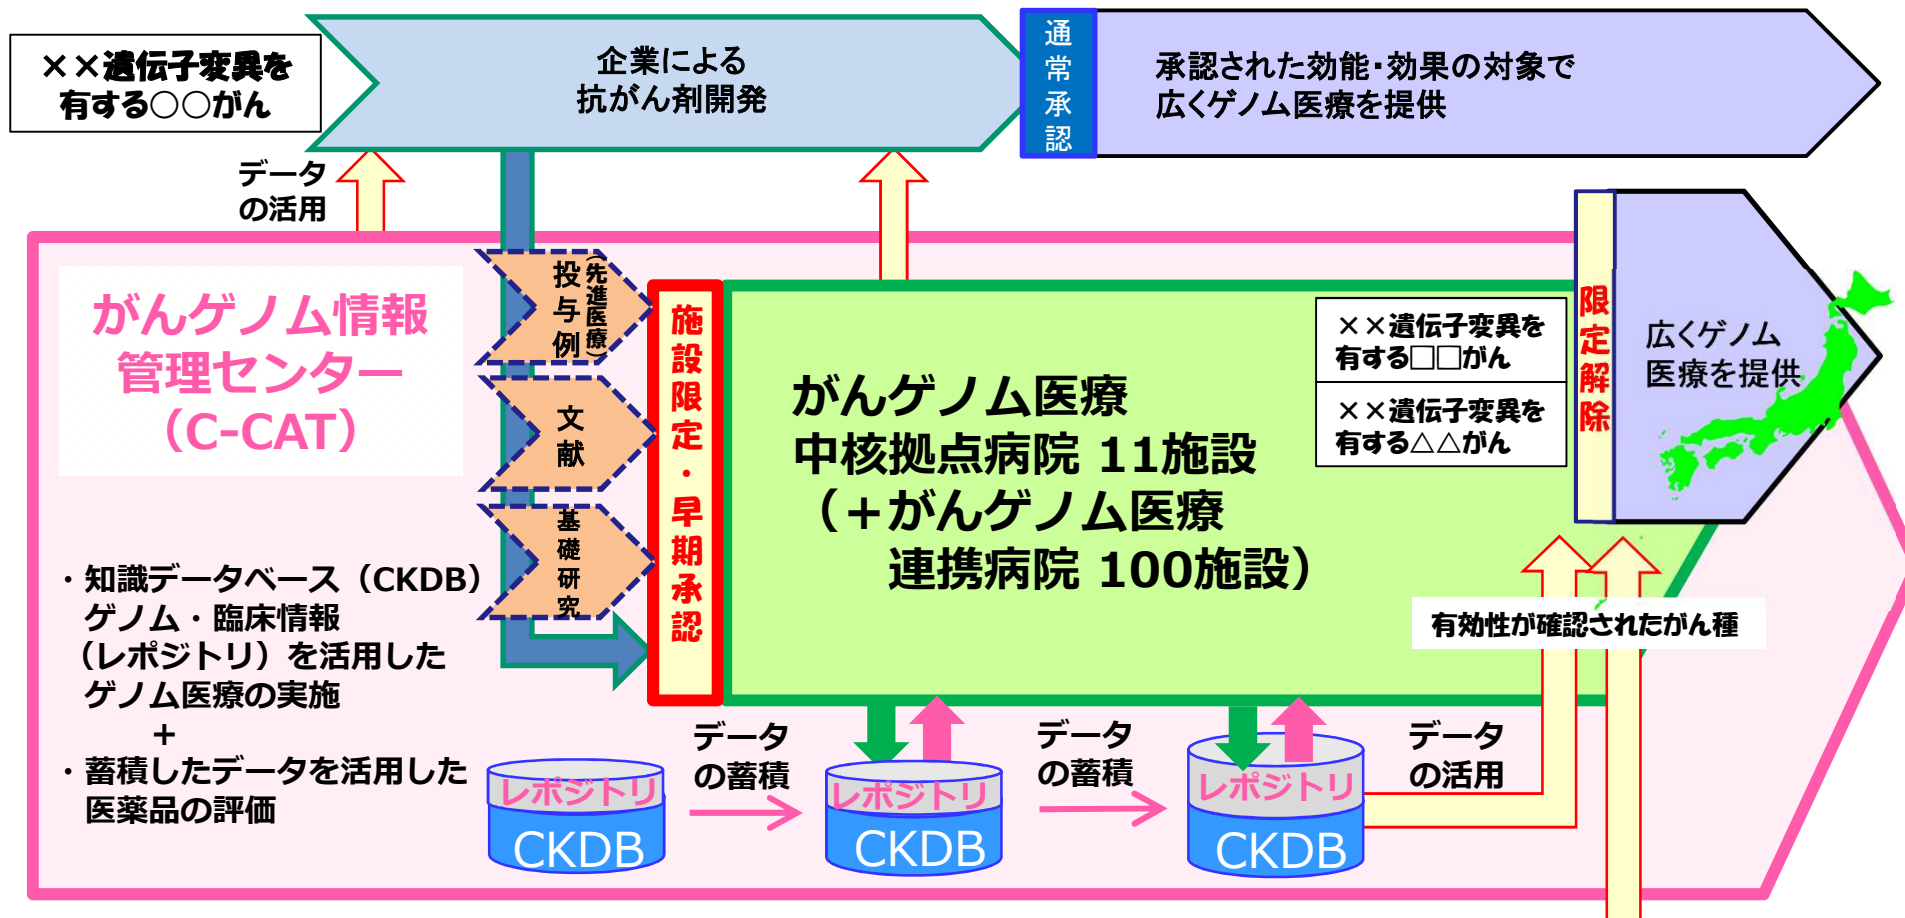 ××遺伝子変異を
有する○○がん
企業による
抗がん剤開発
通常承認
承認された効能・効果の対象で
広くゲノム医療を提供
データ
の活用
がんゲノム情報
管理センター
（C-CAT）
・知識データベース（CKDB）
ゲノム・臨床情報
（レポジトリ）を活用した
ゲノム医療の実施
＋
・蓄積したデータを活用した
医薬品の評価
投与例
（先進医療）
文献
基礎研究
施設限定・早期承認
がんゲノム医療
中核拠点病院 11施設
（＋がんゲノム医療
連携病院 100施設）
××遺伝子変異を
有する□□がん
××遺伝子変異を
有する△△がん
限定解除
広くゲノム
医療を提供
有効性が確認されたがん種
レポジトリ
CKDB
データ
の蓄積
レポジトリ
CKDB
データ
の蓄積
レポジトリ
CKDB
データ
の活用